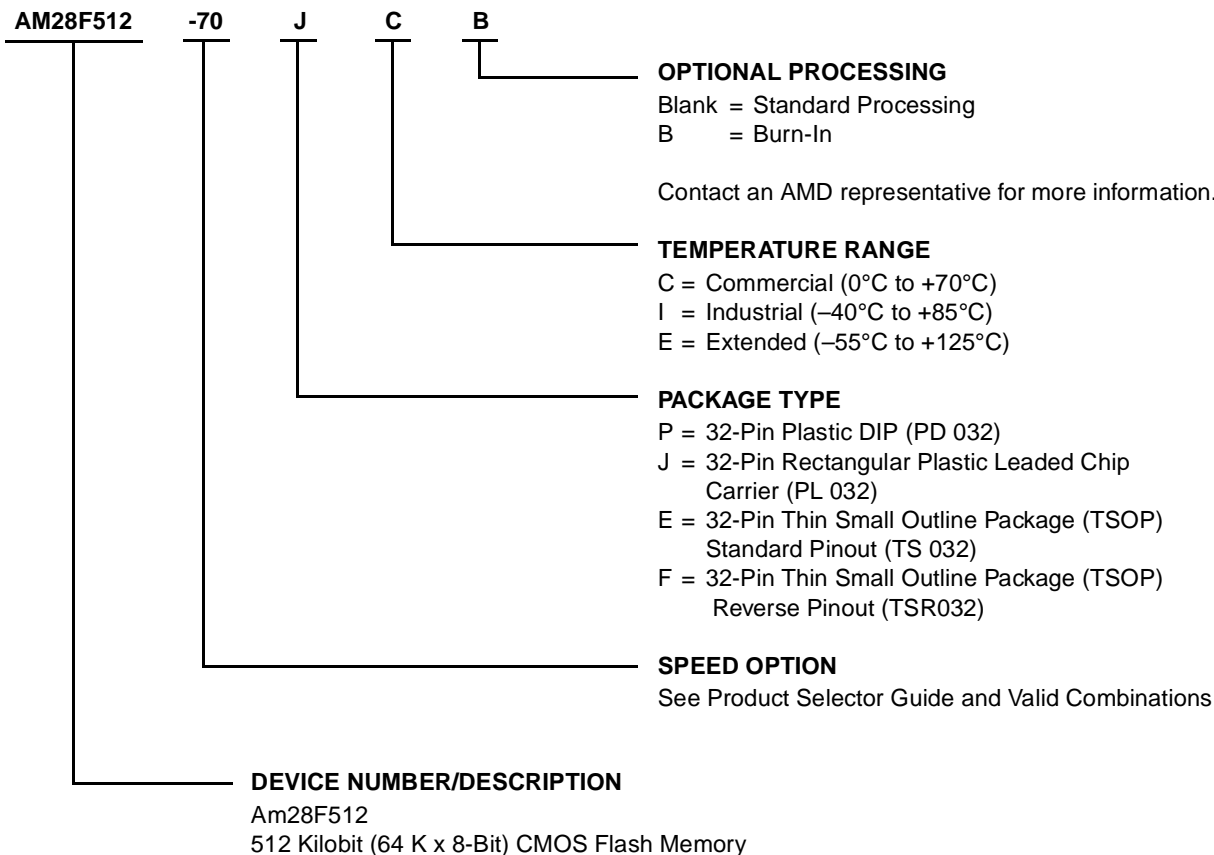 AM28F512 -70 J C B
OPTIONAL PROCESSING
Blank = Standard Processing
B = Burn-In
Contact an AMD representative for more information.
TEMPERATURE RANGE
C = Commercial (0°C to +70°C)
I = Industrial (–40°C to +85°C)
E = Extended (–55°C to +125°C)
PACKAGE TYPE
P = 32-Pin Plastic DIP (PD 032)
J = 32-Pin Rectangular Plastic Leaded Chip
Carrier (PL 032)
E = 32-Pin Thin Small Outline Package (TSOP)
Standard Pinout (TS 032)
F = 32-Pin Thin Small Outline Package (TSOP)
Reverse Pinout (TSR032)
SPEED OPTION
See Product Selector Guide and Valid Combinations
DEVICE NUMBER/DESCRIPTION
Am28F512
512 Kilobit (64 K x 8-Bit) CMOS Flash Memory